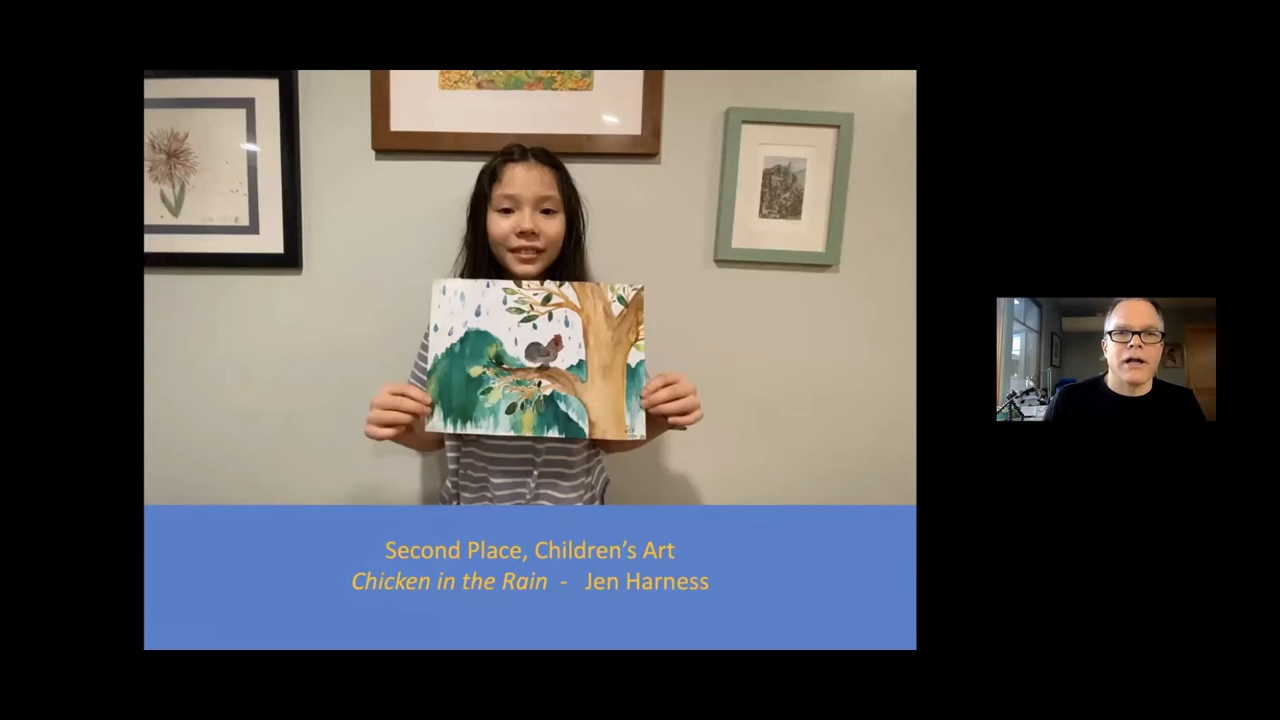 Second Place, Children's Art
Chicken in the Rain - Jen Harness